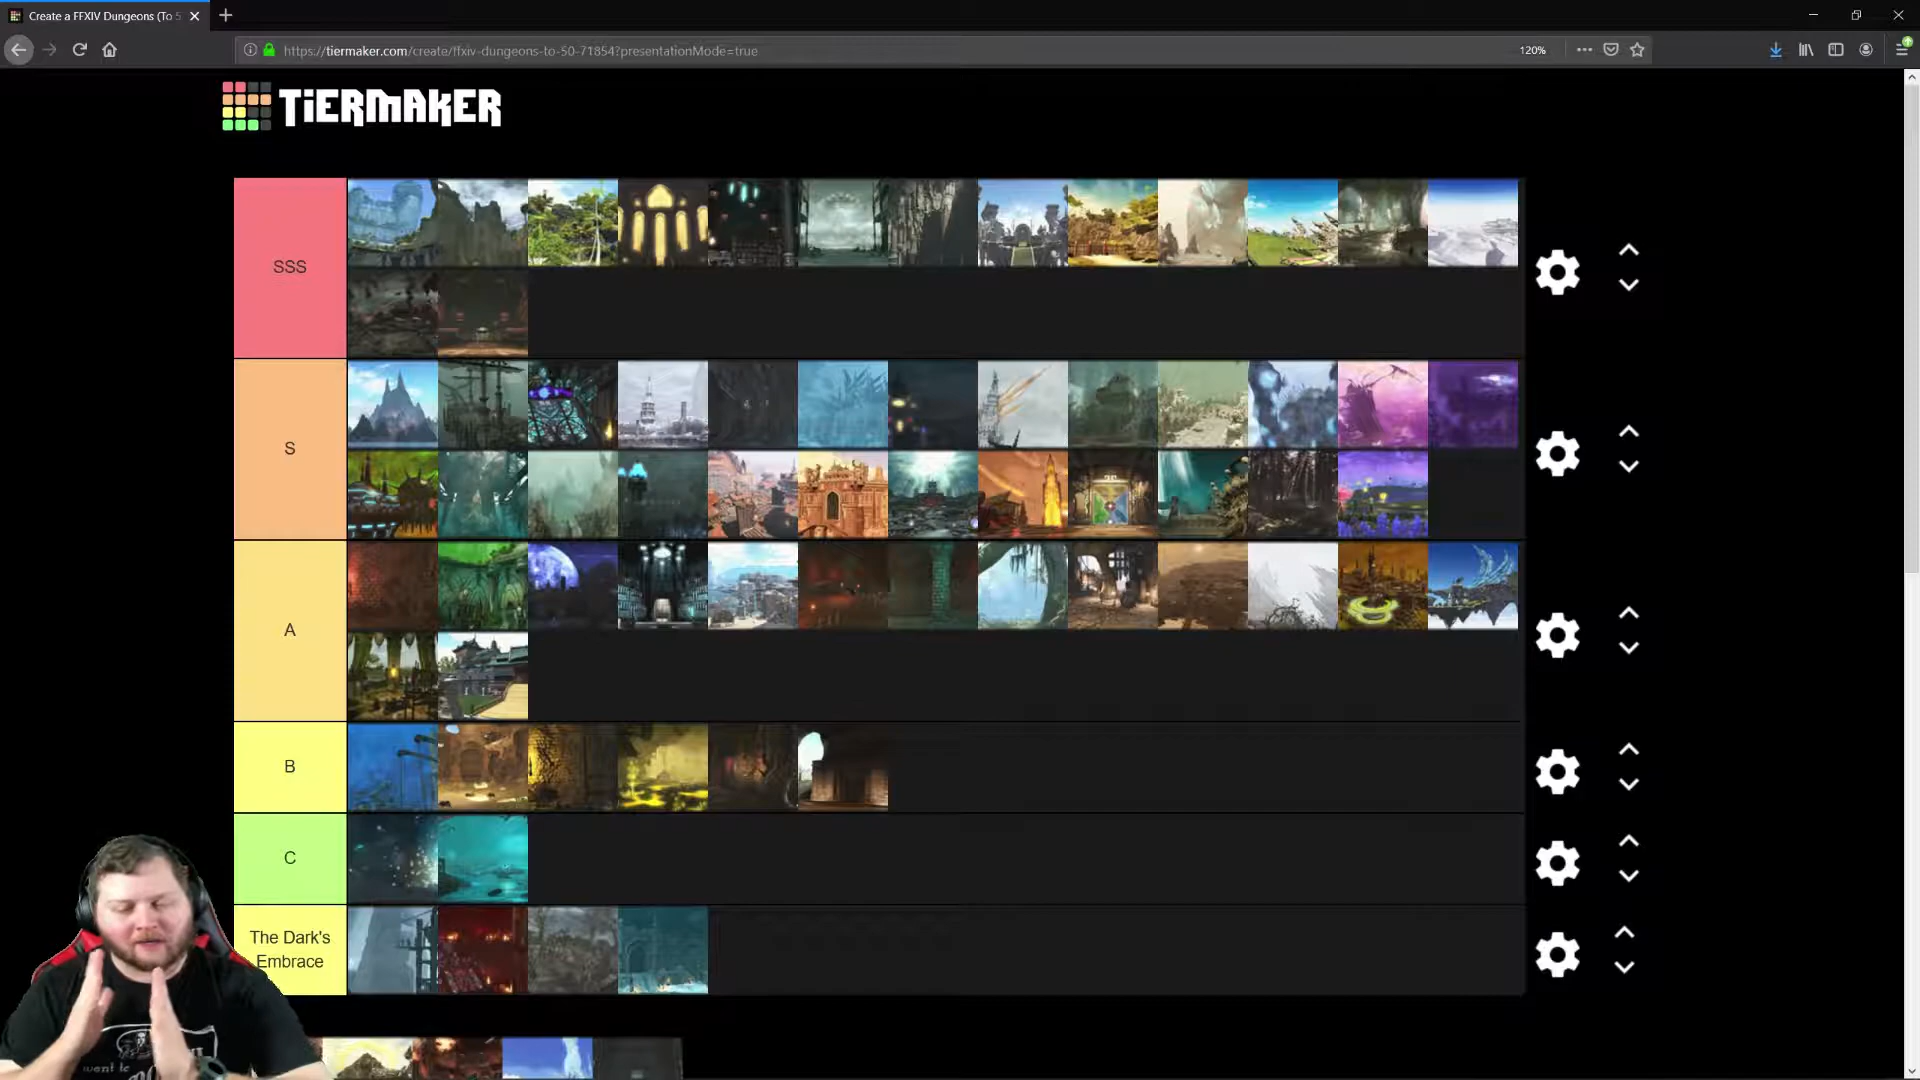 Create a FFXIV Dungeons (To 5
https://tiermaker.com/create/ffxiv-dungeons-to-50-71854?presentationMode=true
120%
TiERMAKER
SSS
S
A
B
C
The Dark's
Embrace